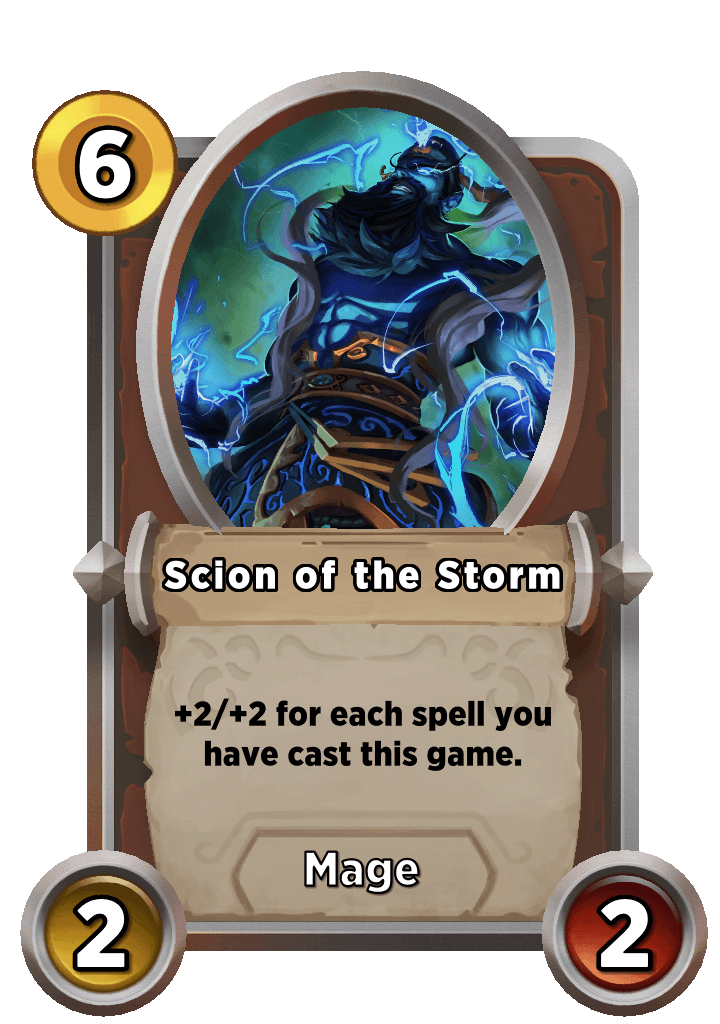 6
Scion of the Storm
+2/+2 for each spell you
have cast this game.
Mage
2
2